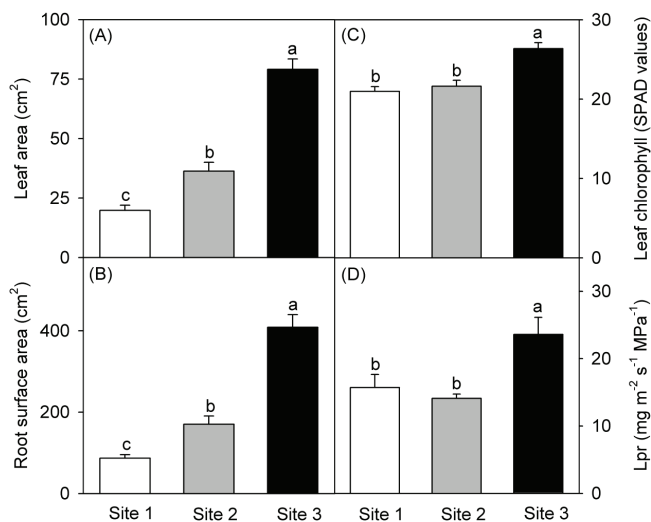 (A)
100
75
50
25
0
Leaf area (cm²)
c
b
a
(C)
30
20
10
0
Leaf chlorophyll (SPAD values)
b
b
a
(B)
400
200
0
Root surface area (cm²)
c
b
a
Site 1 Site 2 Site 3
(D)
30
20
10
0
Lpr (mg m⁻² s⁻¹ MPa⁻¹)
b
b
a
Site 1 Site 2 Site 3